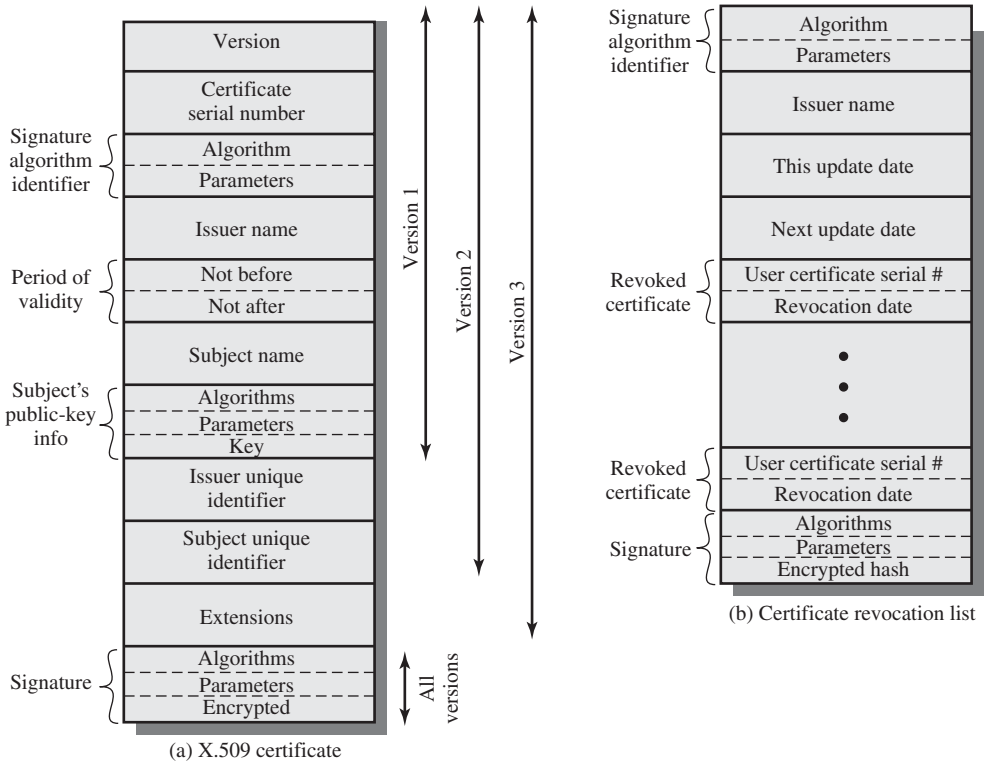 Version
Certificate
serial number
Signature
algorithm
identifier
Algorithm
Parameters
Issuer name
Period of
validity
Not before
Not after
Subject name
Subject's
public-key
info
Algorithms
Parameters
Key
Issuer unique
identifier
Subject unique
identifier
Extensions
Signature
Algorithms
Parameters
Encrypted
Version 1
Version 2
Version 3
All
versions
(a) X.509 certificate
Signature
algorithm
identifier
Algorithm
Parameters
Issuer name
This update date
Next update date
Revoked
certificate
User certificate serial #
Revocation date
Revoked
certificate
User certificate serial #
Revocation date
Signature
Algorithms
Parameters
Encrypted hash
(b) Certificate revocation list